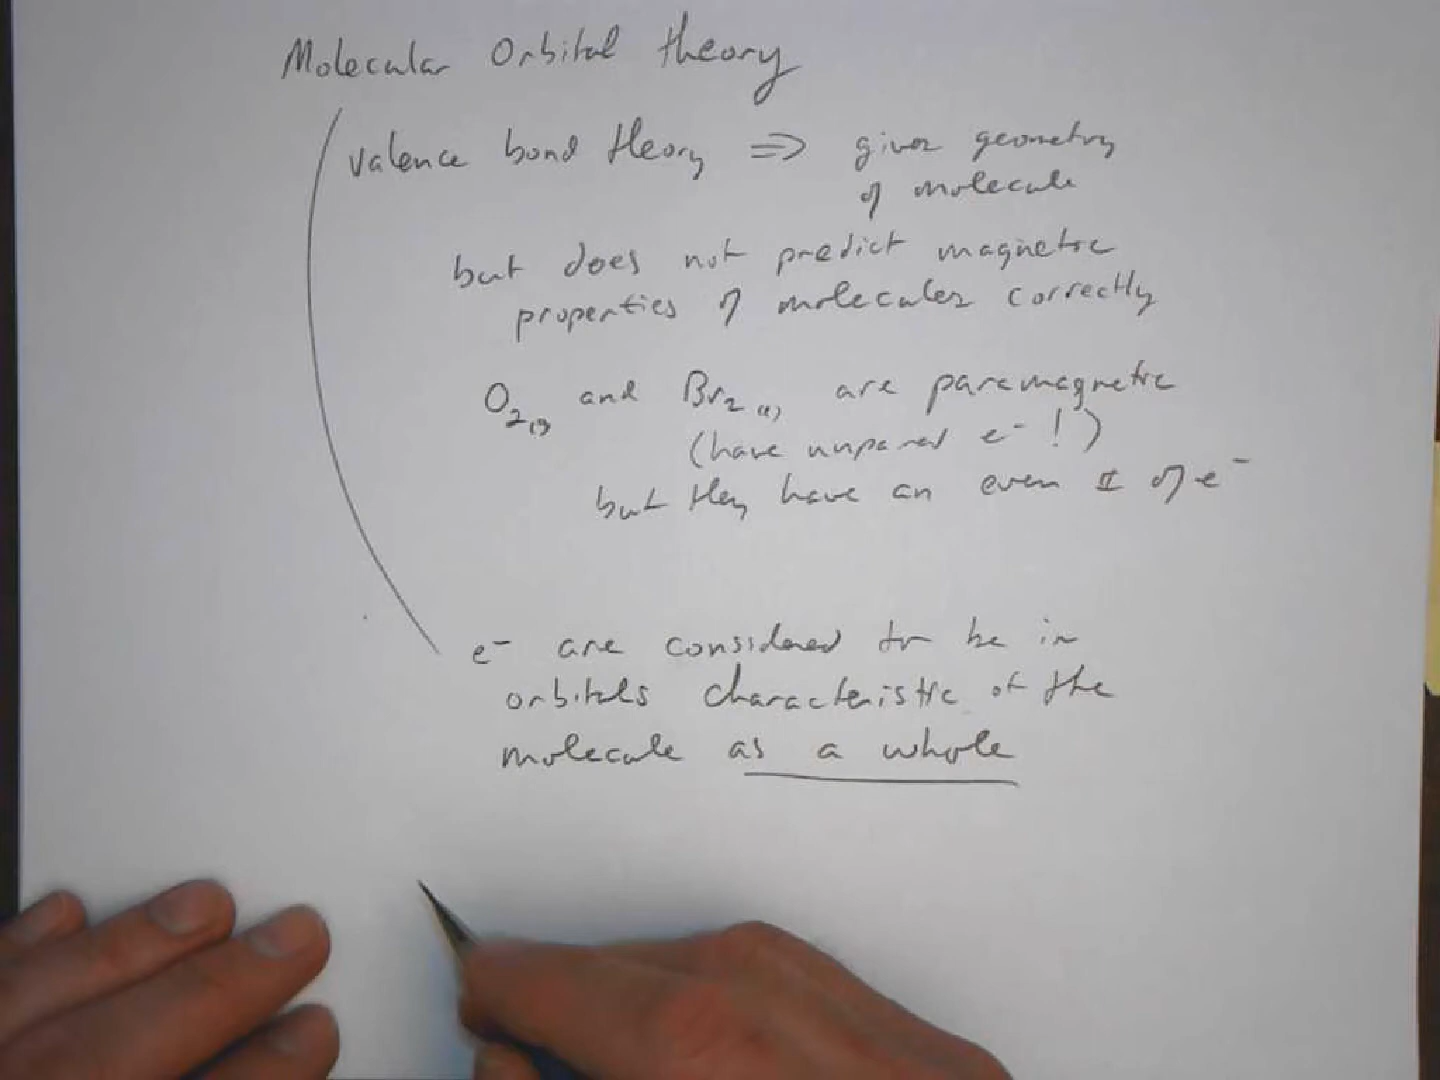 Molecular Orbital theory
valence bond theory ⇒ gives geometry
of molecule
but does not predict magnetic
properties of molecules correctly
O2(g) and Br2(l) are paramagnetic
(have unpaired e- !)
but they have an even # of e-
e- are considered to be in
orbitals characteristic of the
molecule as a whole